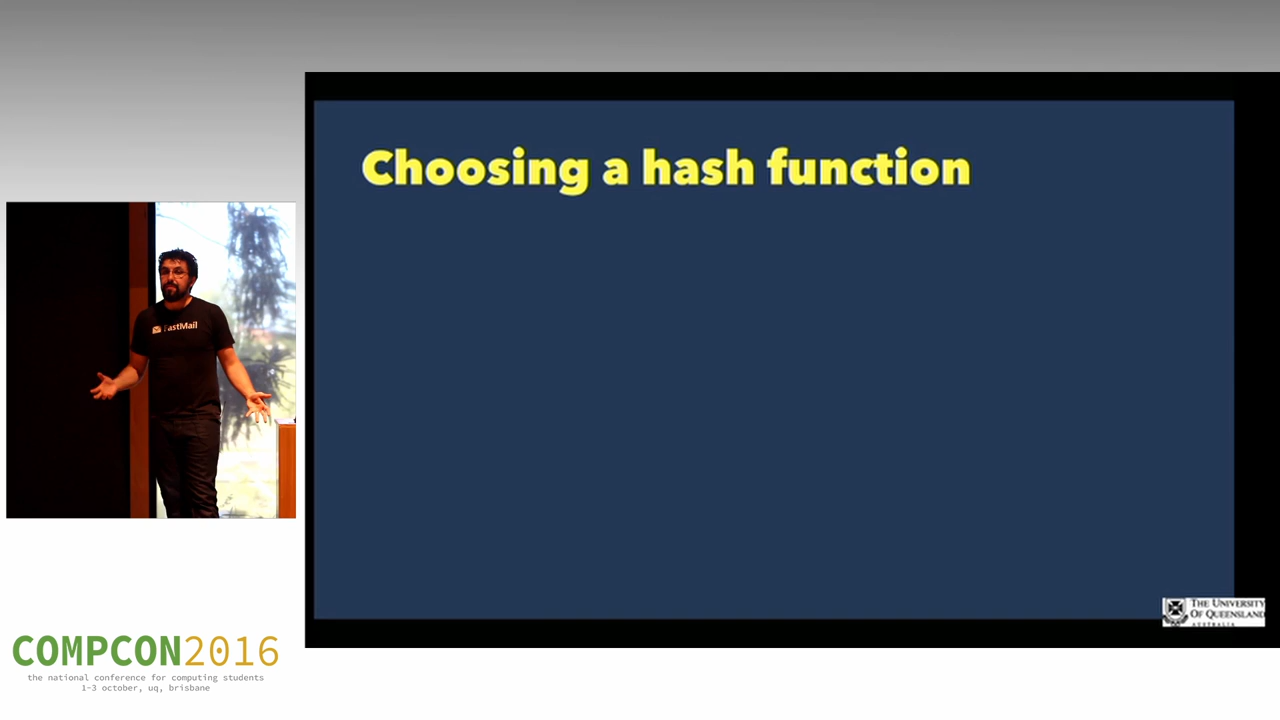 Choosing a hash function
FastMail
THE UNIVERSITY
OF QUEENSLAND
AUSTRALIA
COMPCON2016
the national conference for computing students
1-3 october, uq, brisbane